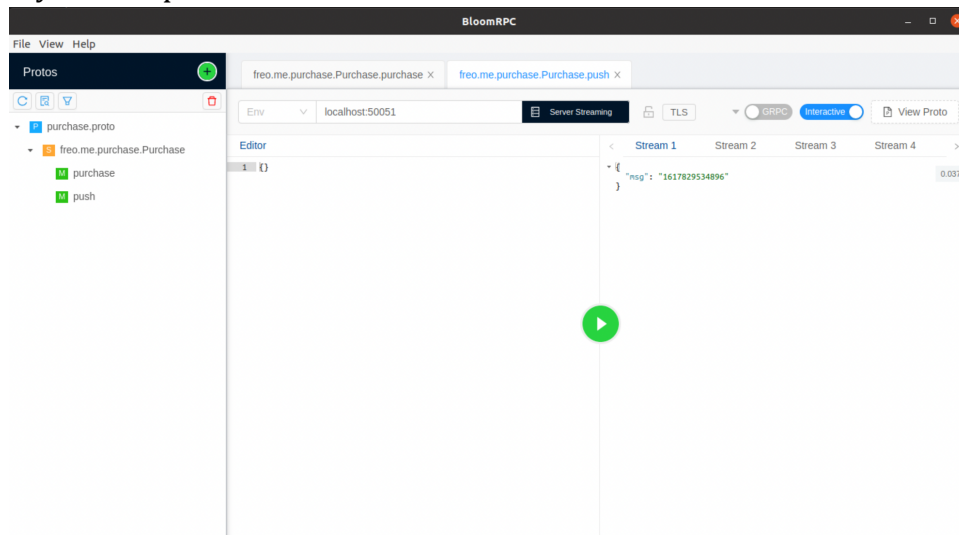 BloomRPC
File View Help
Protos
freo.me.purchase.Purchase.purchase ×
freo.me.purchase.Purchase.push ×
Env
localhost:50051
Server Streaming
TLS
GRPC
Interactive
View Proto
P purchase.proto
S freo.me.purchase.Purchase
M purchase
M push
Editor
1 {}
Stream 1
Stream 2
Stream 3
Stream 4
{
"msg": "1617829534896"
}
0.037